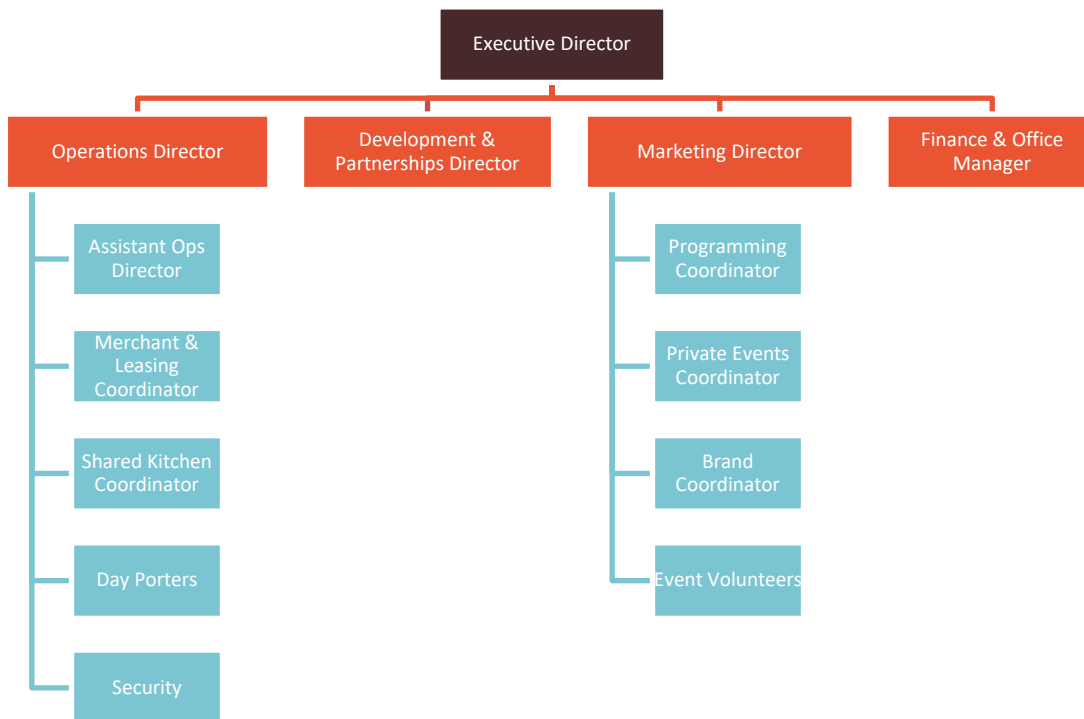 Executive Director
Operations Director
Development &
Partnerships Director
Marketing Director
Finance & Office
Manager
Assistant Ops
Director
Merchant &
Leasing
Coordinator
Shared Kitchen
Coordinator
Day Porters
Security
Programming
Coordinator
Private Events
Coordinator
Brand
Coordinator
Event Volunteers